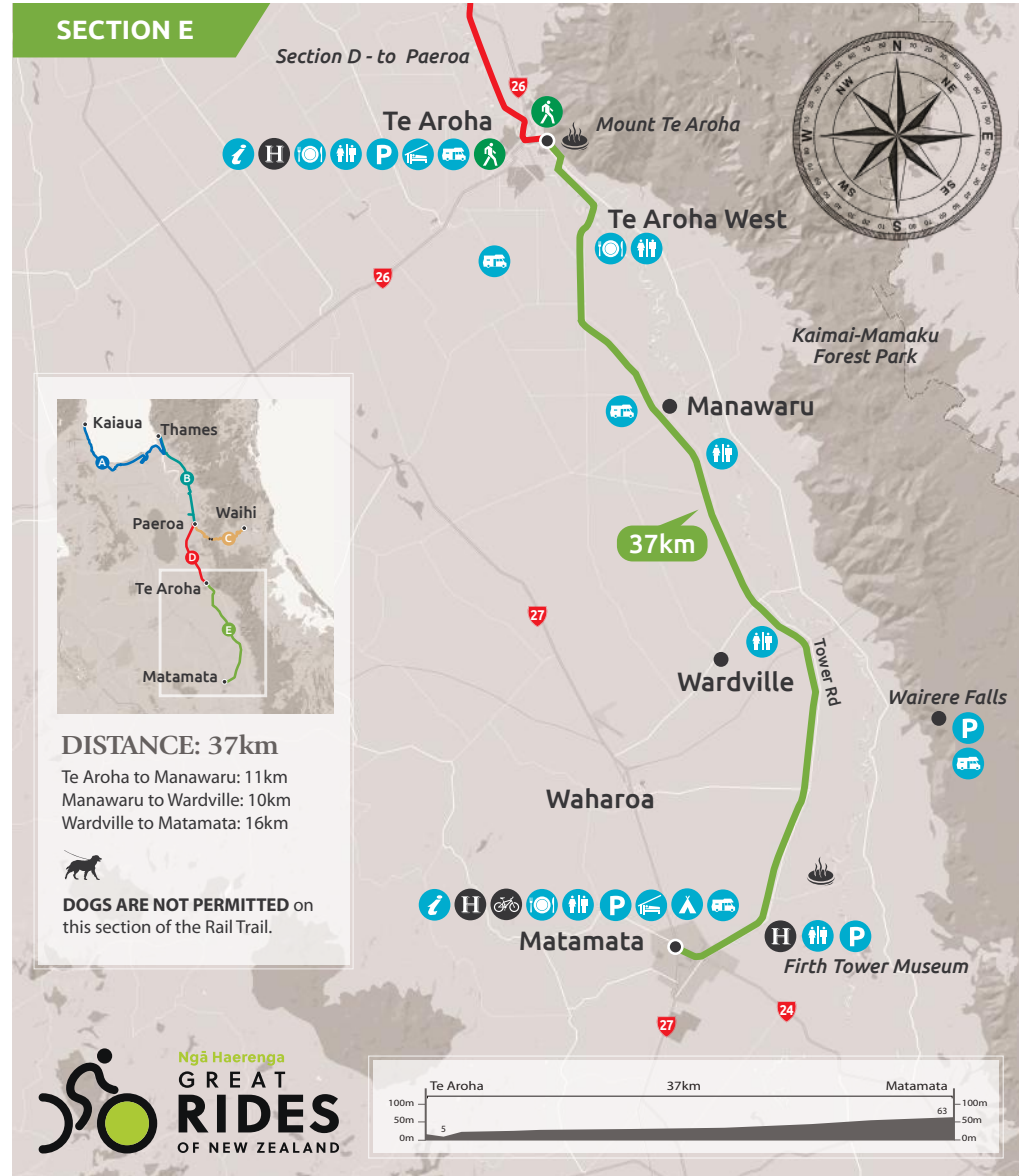 SECTION E
Section D - to Paeroa
26
Te Aroha
Mount Te Aroha
i H P
N
NE
E
SE
S
SW
W
NW
Te Aroha West
26
Kaimai-Mamaku
Forest Park
Manawaru
Kaiaua
Thames
A
B
Paeroa
Waihi
C
D
Te Aroha
E
Matamata
37km
27
Wardville
Tower Rd
Wairere Falls
P
DISTANCE: 37km
Te Aroha to Manawaru: 11km
Manawaru to Wardville: 10km
Wardville to Matamata: 16km
DOGS ARE NOT PERMITTED on
this section of the Rail Trail.
Waharoa
i H P
Matamata
H P
Firth Tower Museum
24
27
Ngā Haerenga
GREAT
RIDES
OF NEW ZEALAND
Te Aroha 37km Matamata
100m 100m
50m 5 63 50m
0m 0m